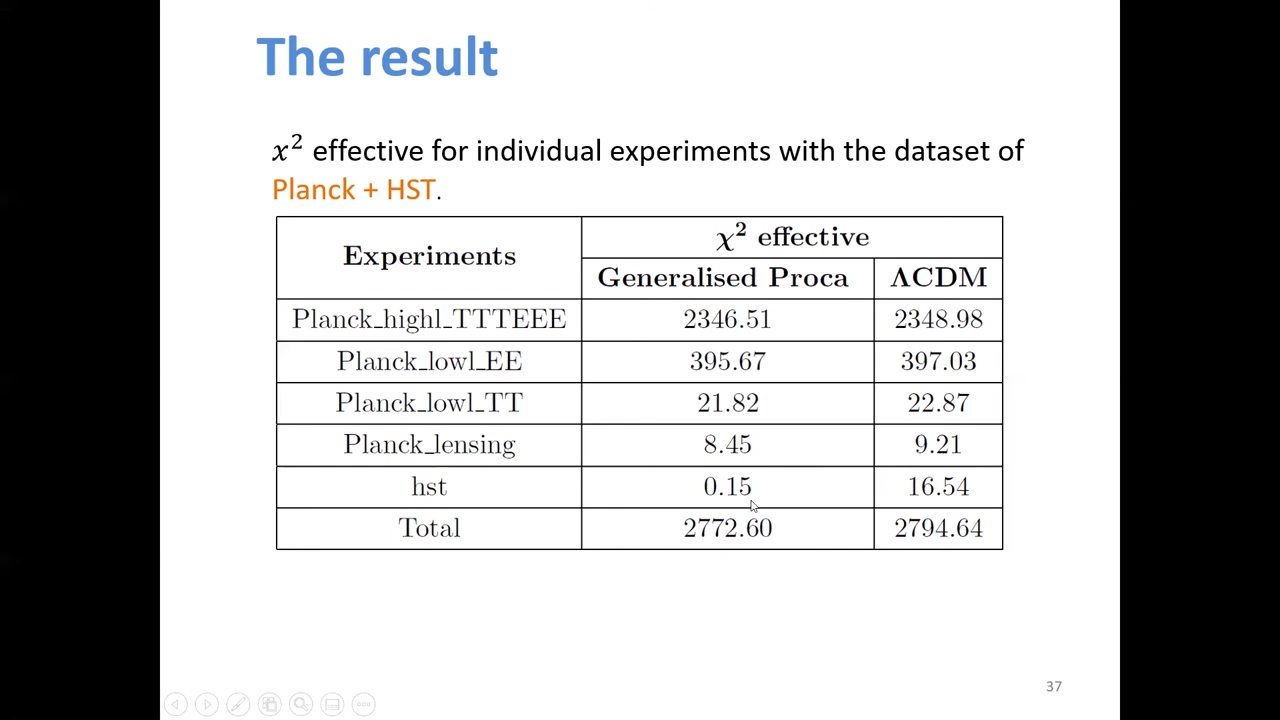 The result
𝑥² effective for individual experiments with the dataset of
Planck + HST.
Experiments
χ² effective
Generalised Proca ΛCDM
Planck_highl_TTTEEE 2346.51 2348.98
Planck_lowl_EE 395.67 397.03
Planck_lowl_TT 21.82 22.87
Planck_lensing 8.45 9.21
hst 0.15 16.54
Total 2772.60 2794.64
37